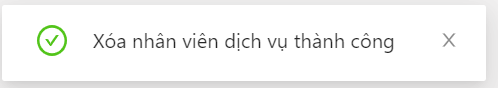 Xóa nhân viên dịch vụ thành công